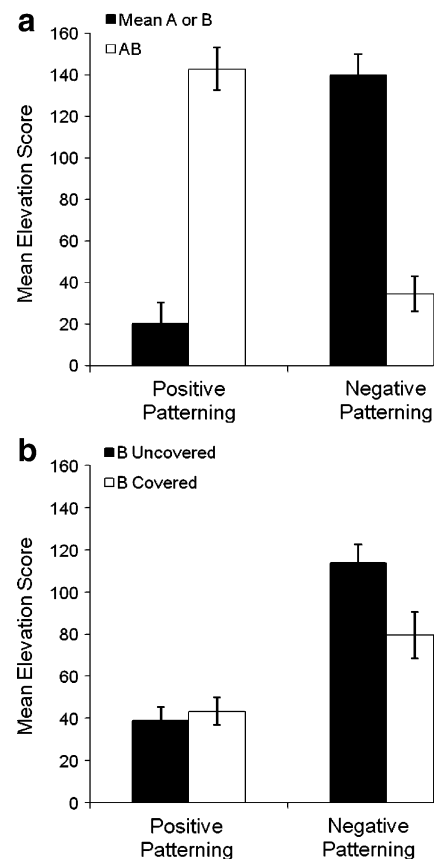 a
Mean A or B
AB
Mean Elevation Score
160
140
120
100
80
60
40
20
0
Positive
Patterning
Negative
Patterning
b
B Uncovered
B Covered
Mean Elevation Score
160
140
120
100
80
60
40
20
0
Positive
Patterning
Negative
Patterning